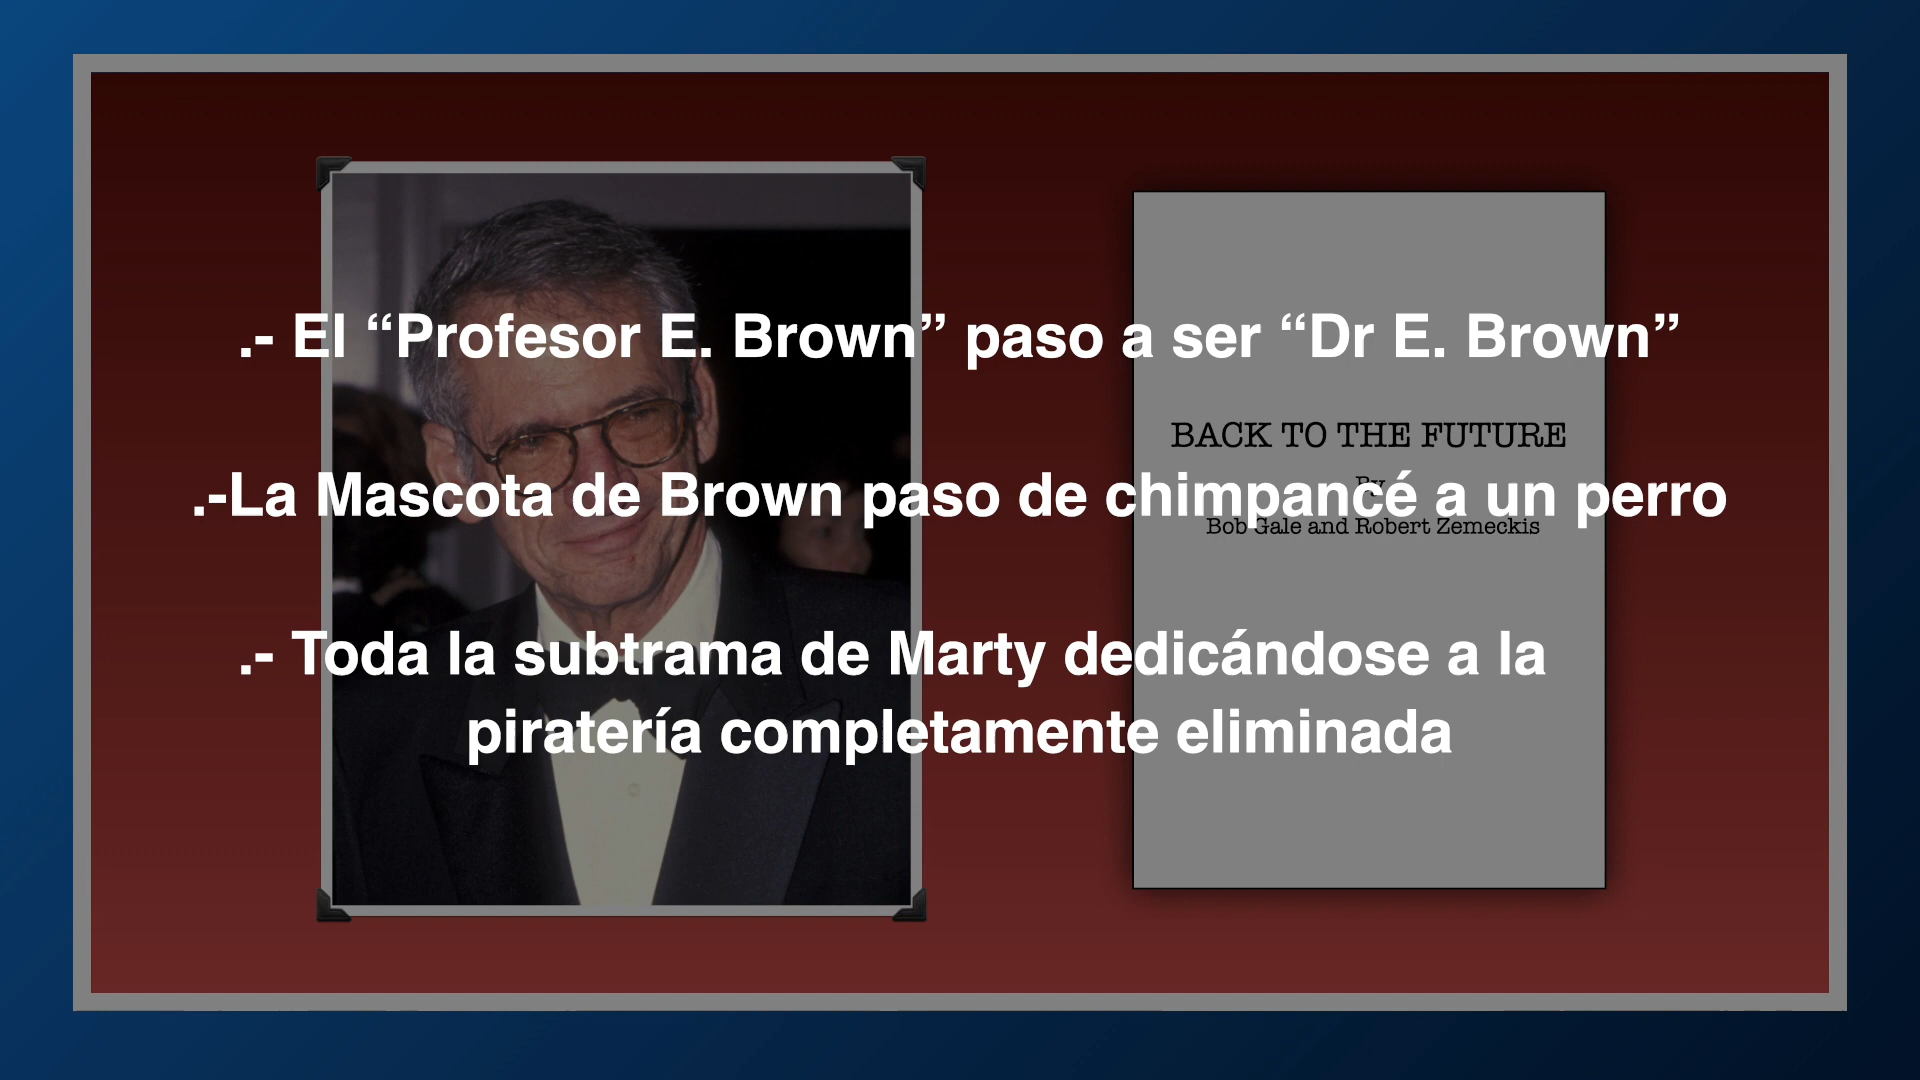 .- El “Profesor E. Brown” paso a ser “Dr E. Brown”
BACK TO THE FUTURE
By
.-La Mascota de Brown paso de chimpancé a un perro
Bob Gale and Robert Zemeckis
.- Toda la subtrama de Marty dedicándose a la
piratería completamente eliminada